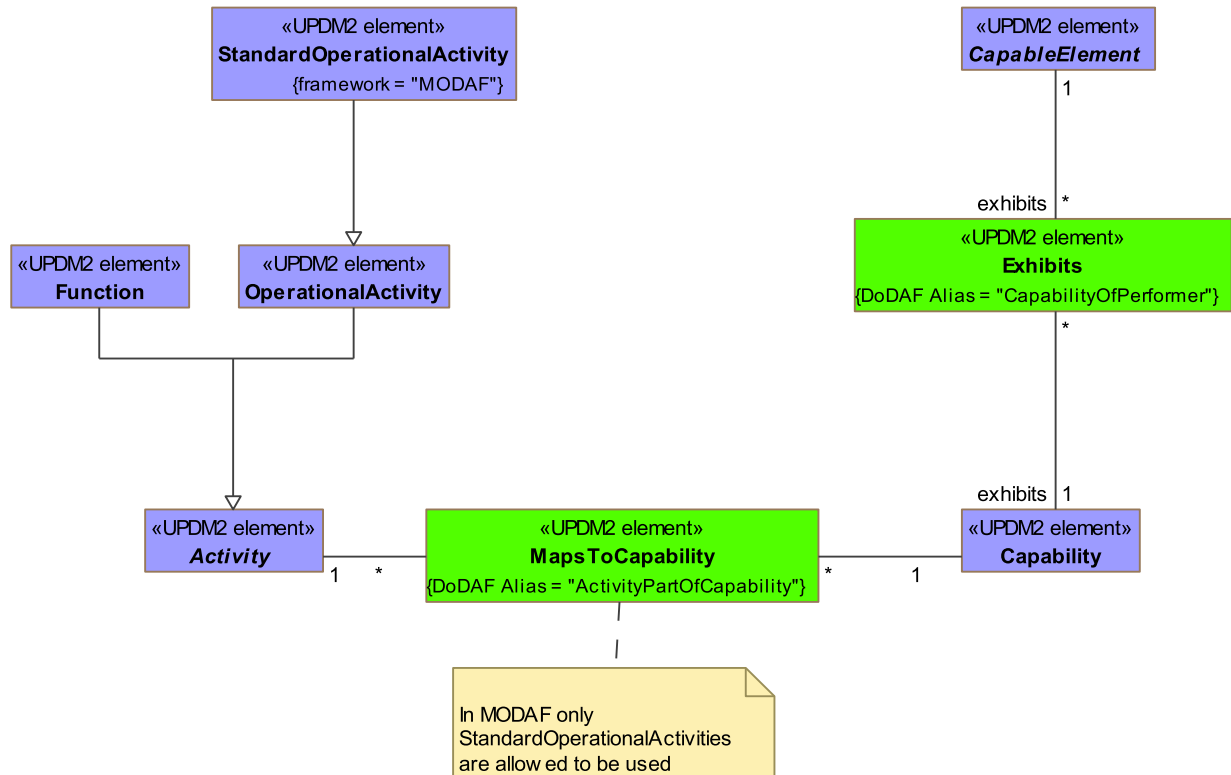 «UPDM2 element»
StandardOperationalActivity
{framework = "MODAF"}
«UPDM2 element»
CapableElement
1
exhibits *
«UPDM2 element»
Exhibits
{DoDAF Alias = "CapabilityOfPerformer"}
*
«UPDM2 element»
Function
«UPDM2 element»
OperationalActivity
exhibits 1
«UPDM2 element»
Activity
1 *
«UPDM2 element»
MapsToCapability
{DoDAF Alias = "ActivityPartOfCapability"}
* 1
«UPDM2 element»
Capability
In MODAF only
StandardOperationalActivities
are allowed to be used